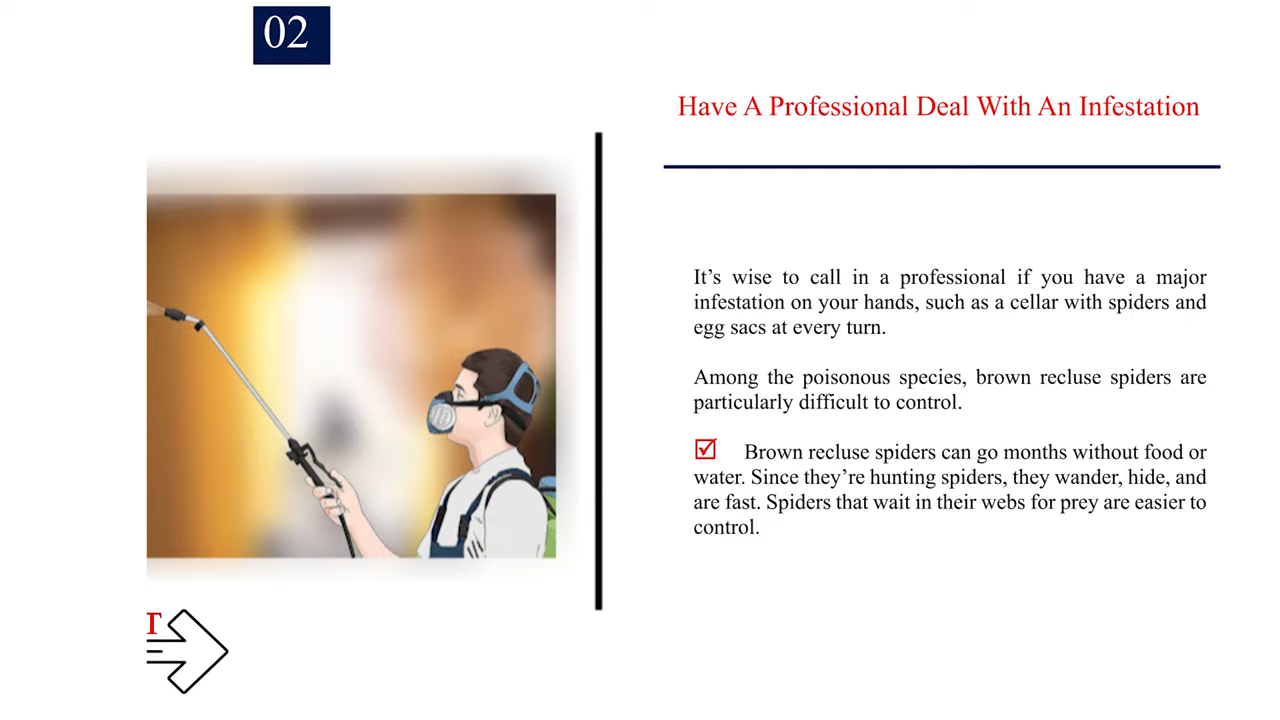 02
Have A Professional Deal With An Infestation
It’s wise to call in a professional if you have a major
infestation on your hands, such as a cellar with spiders and
egg sacs at every turn.
Among the poisonous species, brown recluse spiders are
particularly difficult to control.
Brown recluse spiders can go months without food or
water. Since they’re hunting spiders, they wander, hide, and
are fast. Spiders that wait in their webs for prey are easier to
control.
T